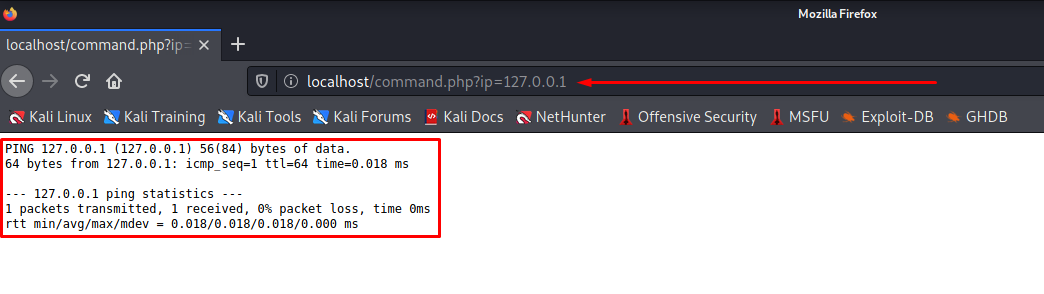 Mozilla Firefox
localhost/command.php?ip=
localhost/command.php?ip=127.0.0.1
Kali Linux Kali Training Kali Tools Kali Forums Kali Docs NetHunter Offensive Security MSFU Exploit-DB GHDB
PING 127.0.0.1 (127.0.0.1) 56(84) bytes of data.
64 bytes from 127.0.0.1: icmp_seq=1 ttl=64 time=0.018 ms
--- 127.0.0.1 ping statistics ---
1 packets transmitted, 1 received, 0% packet loss, time 0ms
rtt min/avg/max/mdev = 0.018/0.018/0.018/0.000 ms